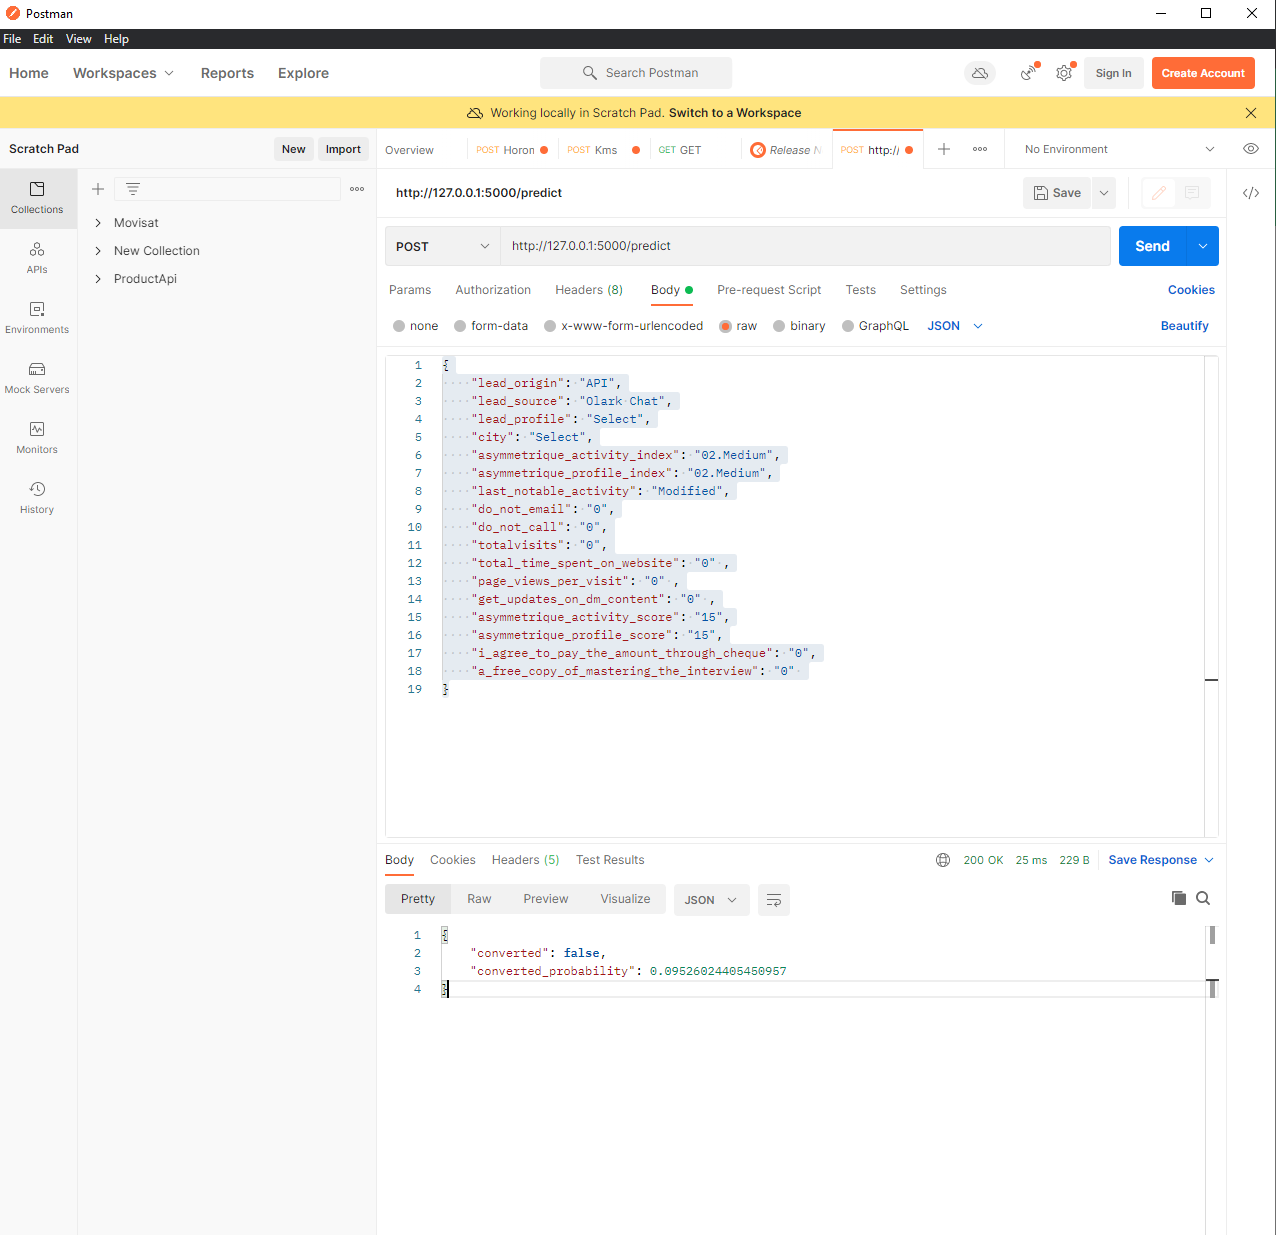 Postman
File Edit View Help
Home Workspaces Reports Explore Search Postman Sign In Create Account
Working locally in Scratch Pad. Switch to a Workspace
Scratch Pad New Import Overview POST Horon POST Kms GET GET Release N POST http:/ No Environment
Collections
APIs
Environments
Mock Servers
Monitors
History
Movisat
New Collection
ProductApi
http://127.0.0.1:5000/predict Save
POST http://127.0.0.1:5000/predict Send
Params Authorization Headers (8) Body Pre-request Script Tests Settings Cookies
none form-data x-www-form-urlencoded raw binary GraphQL JSON Beautify
1 {
2 "lead_origin": "API",
3 "lead_source": "Olark Chat",
4 "lead_profile": "Select",
5 "city": "Select",
6 "asymmetrique_activity_index": "02.Medium",
7 "asymmetrique_profile_index": "02.Medium",
8 "last_notable_activity": "Modified",
9 "do_not_email": "0",
10 "do_not_call": "0",
11 "totalvisits": "0",
12 "total_time_spent_on_website": "0" ,
13 "page_views_per_visit": "0" ,
14 "get_updates_on_dm_content": "0" ,
15 "asymmetrique_activity_score": "15",
16 "asymmetrique_profile_score": "15",
17 "i_agree_to_pay_the_amount_through_cheque": "0",
18 "a_free_copy_of_mastering_the_interview": "0"
19 }
Body Cookies Headers (5) Test Results 200 OK 25 ms 229 B Save Response
Pretty Raw Preview Visualize JSON
1 {
2 "converted": false,
3 "converted_probability": 0.09526024405450957
4 }